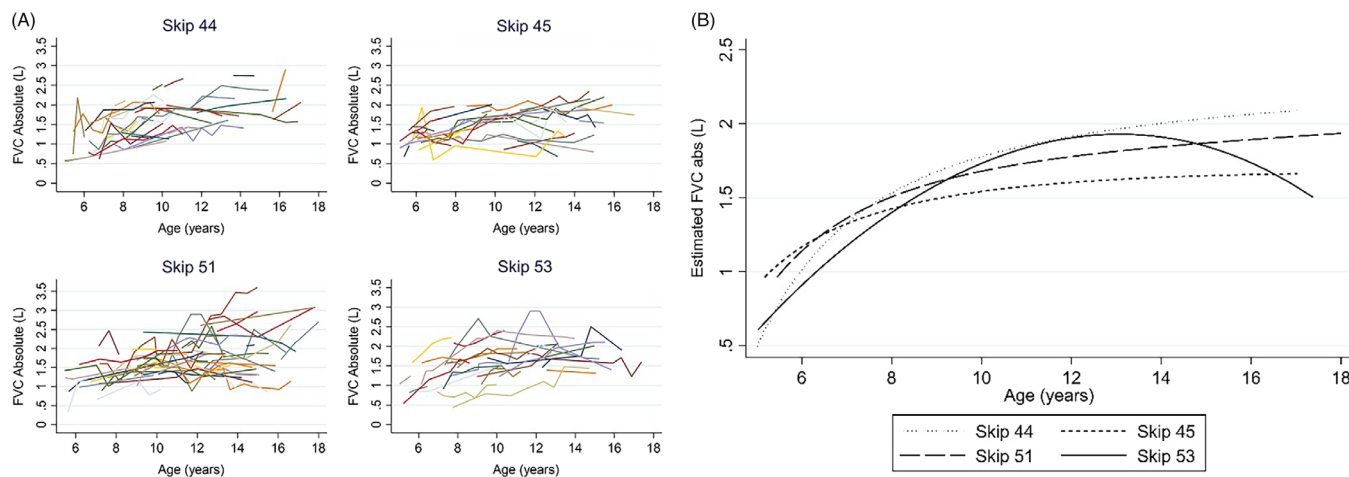 (A)
Skip 44
FVC Absolute (L)
0 .5 1 1.5 2 2.5 3 3.5
6 8 10 12 14 16 18
Age (years)
Skip 45
FVC Absolute (L)
0 .5 1 1.5 2 2.5 3 3.5
6 8 10 12 14 16 18
Age (years)
Skip 51
FVC Absolute (L)
0 .5 1 1.5 2 2.5 3 3.5
6 8 10 12 14 16 18
Age (years)
Skip 53
FVC Absolute (L)
0 .5 1 1.5 2 2.5 3 3.5
6 8 10 12 14 16 18
Age (years)
(B)
Estimated FVC abs (L)
.5 1 1.5 2 2.5
6 8 10 12 14 16 18
Age (years)
Skip 44 Skip 45
Skip 51 Skip 53